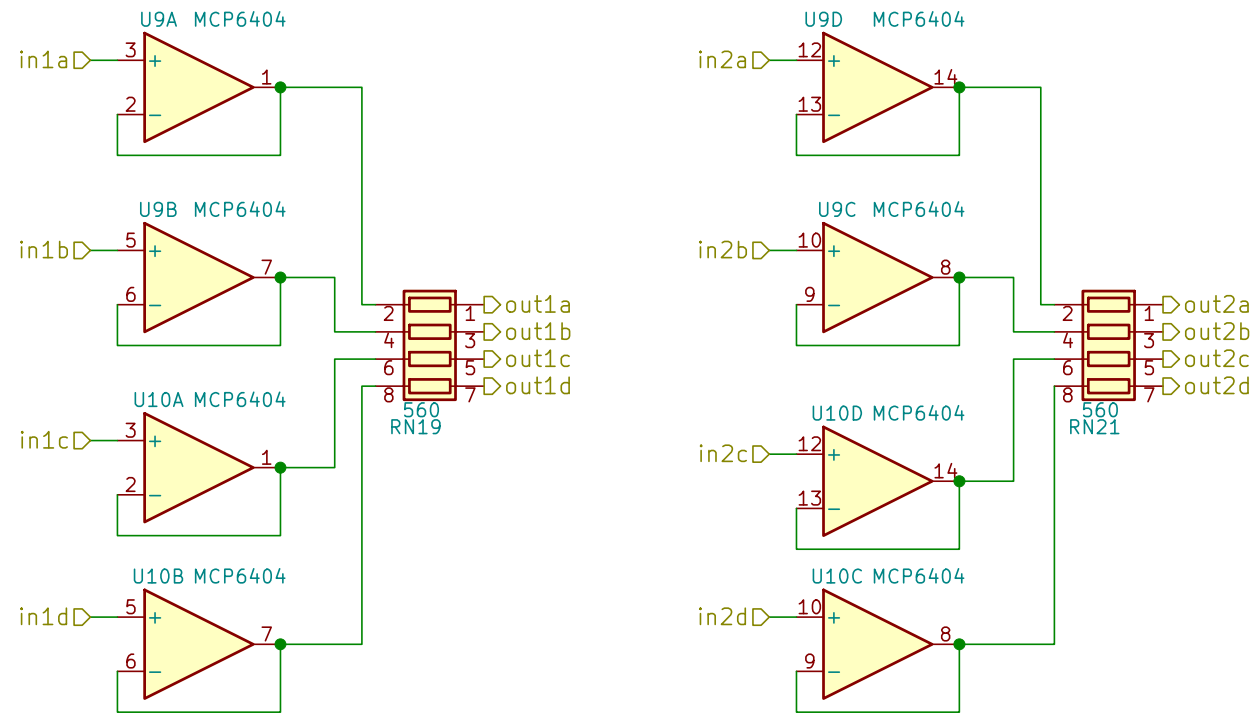 U9A MCP6404
in1a
3
+
1
2
−
U9B MCP6404
in1b
5
+
7
6
−
U10A MCP6404
in1c
3
+
1
2
−
U10B MCP6404
in1d
5
+
7
6
−
2 1 out1a
4 3 out1b
6 5 out1c
8 7 out1d
560
RN19
U9D MCP6404
in2a
12
+
14
13
−
U9C MCP6404
in2b
10
+
8
9
−
U10D MCP6404
in2c
12
+
14
13
−
U10C MCP6404
in2d
10
+
8
9
−
2 1 out2a
4 3 out2b
6 5 out2c
8 7 out2d
560
RN21